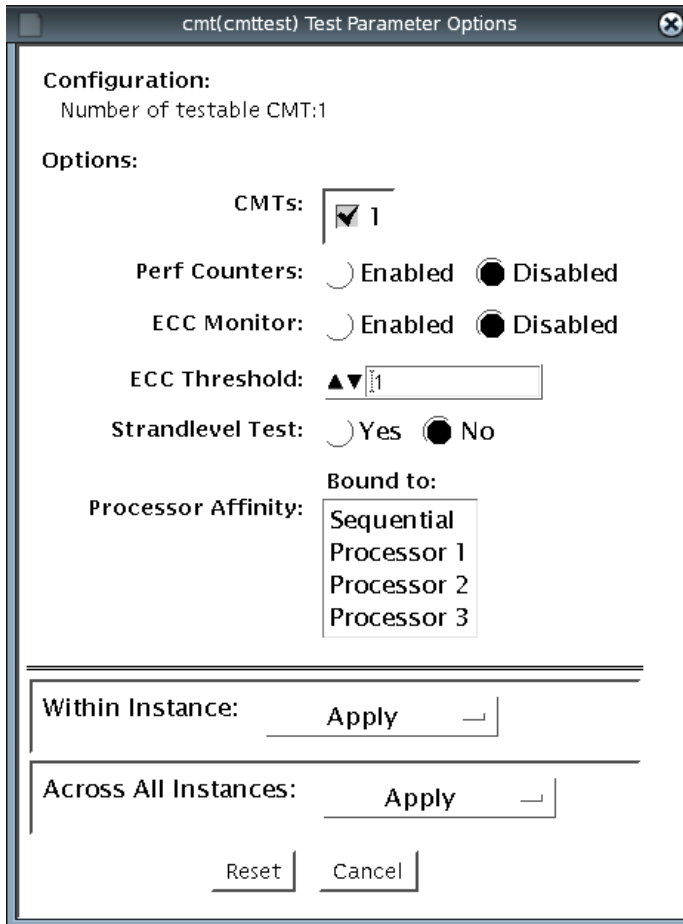 cmt(cmttest) Test Parameter Options
Configuration:
Number of testable CMT:1
Options:
CMTs: 1
Perf Counters: Enabled Disabled
ECC Monitor: Enabled Disabled
ECC Threshold: 1
Strandlevel Test: Yes No
Bound to:
Processor Affinity:
Sequential
Processor 1
Processor 2
Processor 3
Within Instance: Apply
Across All Instances: Apply
Reset Cancel